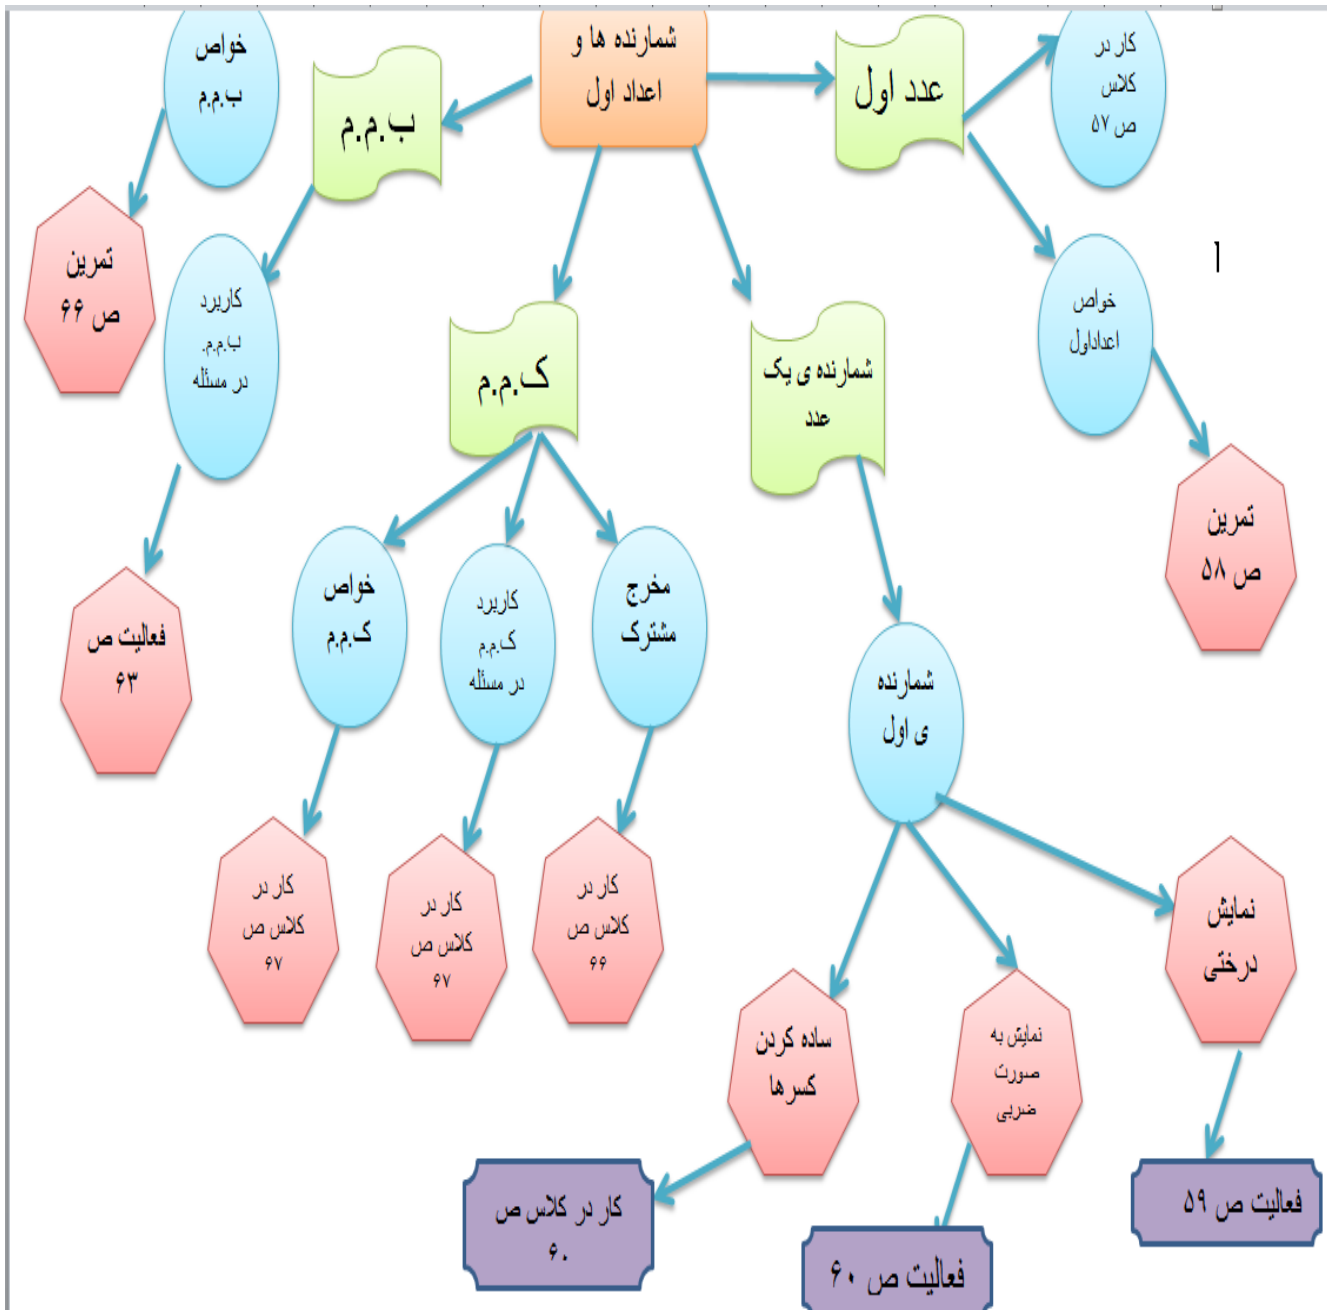 شمارنده ها و
اعداد اول
عدد اول
کار در
کلاس
ص ۵۷
خواص
اعداداول
تمرین
ص ۵۸
شمارنده ی یک
عدد
شمارنده
ی اول
نمایش
درختی
فعالیت ص ۵۹
نمایش به
صورت
ضربی
فعالیت ص ۶۰
ساده کردن
کسرها
کار در کلاس ص
۶۰
ک.م.م
مخرج
مشترک
کار در
کلاس ص
۶۶
کاربرد
ک.م.م
در مسئله
کار در
کلاس ص
۶۷
خواص
ک.م.م
کار در
کلاس ص
۶۷
ب.م.م
خواص
ب.م.م
تمرین
ص ۶۶
کاربرد
ب.م.م.
در مسئله
فعالیت ص
۶۳